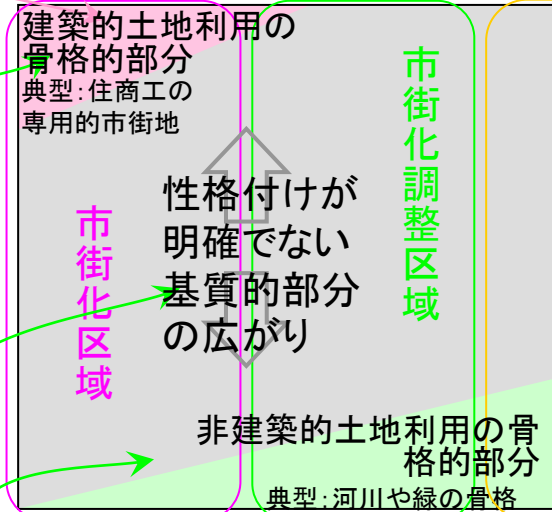 建築的土地利用の
骨格的部分
典型:住商工の
専用的市街地
市街化調整区域
性格付けが
明確でない
基質的部分
の広がり
市街化区域
非建築的土地利用の骨
格的部分
典型:河川や緑の骨格